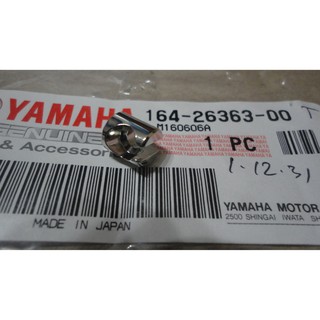 YAMAHA 164-26363-00
GENUINE M160606A
& Accessor 1 PC
1.12.31
MADE IN JAPAN
YAMAHA MOTOR
2500 SHINGAI IWATA SH